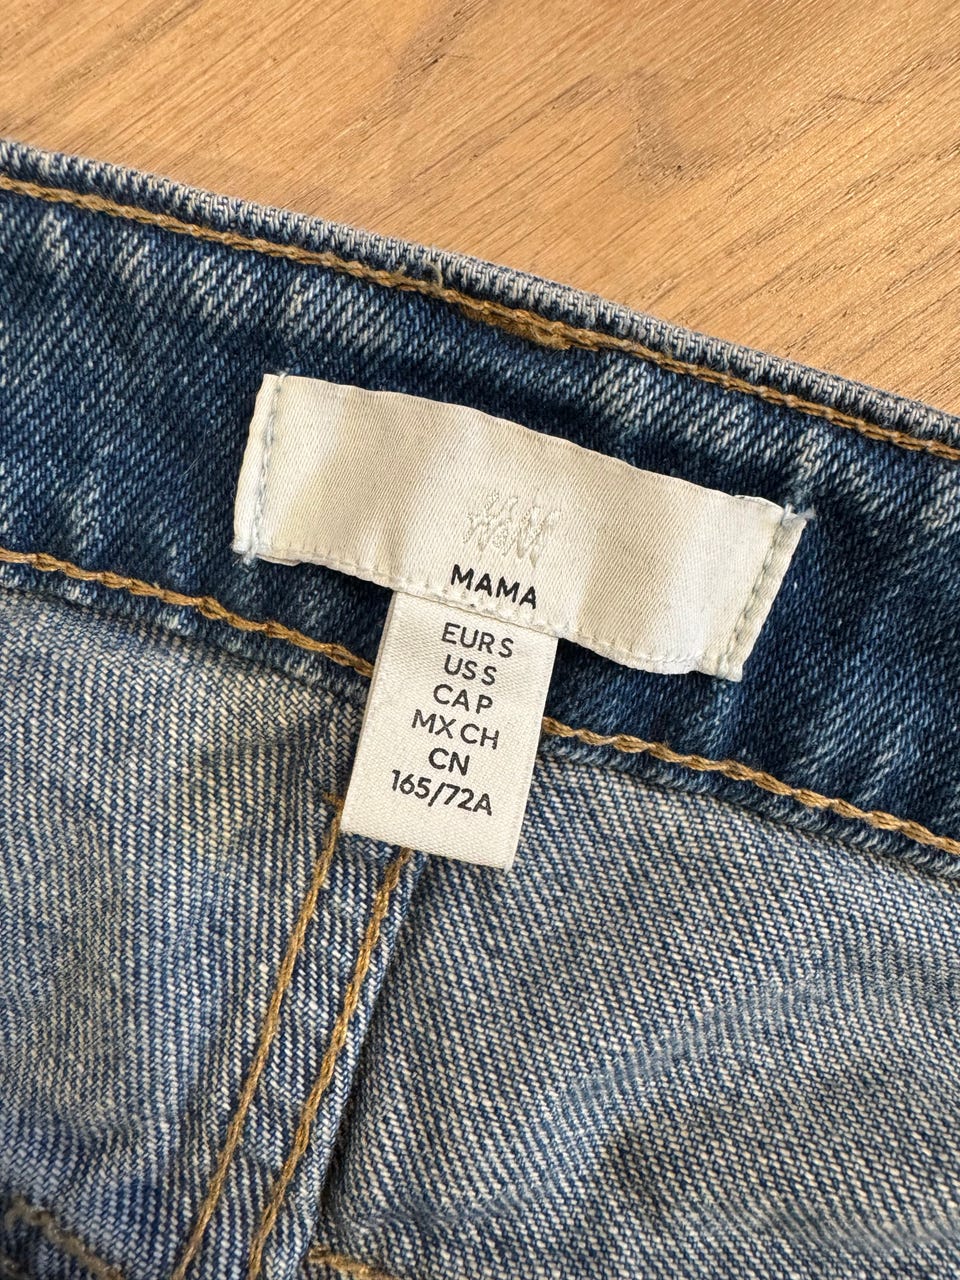 H&M
MAMA
EUR S
US S
CA P
MX CH
CN
165/72A